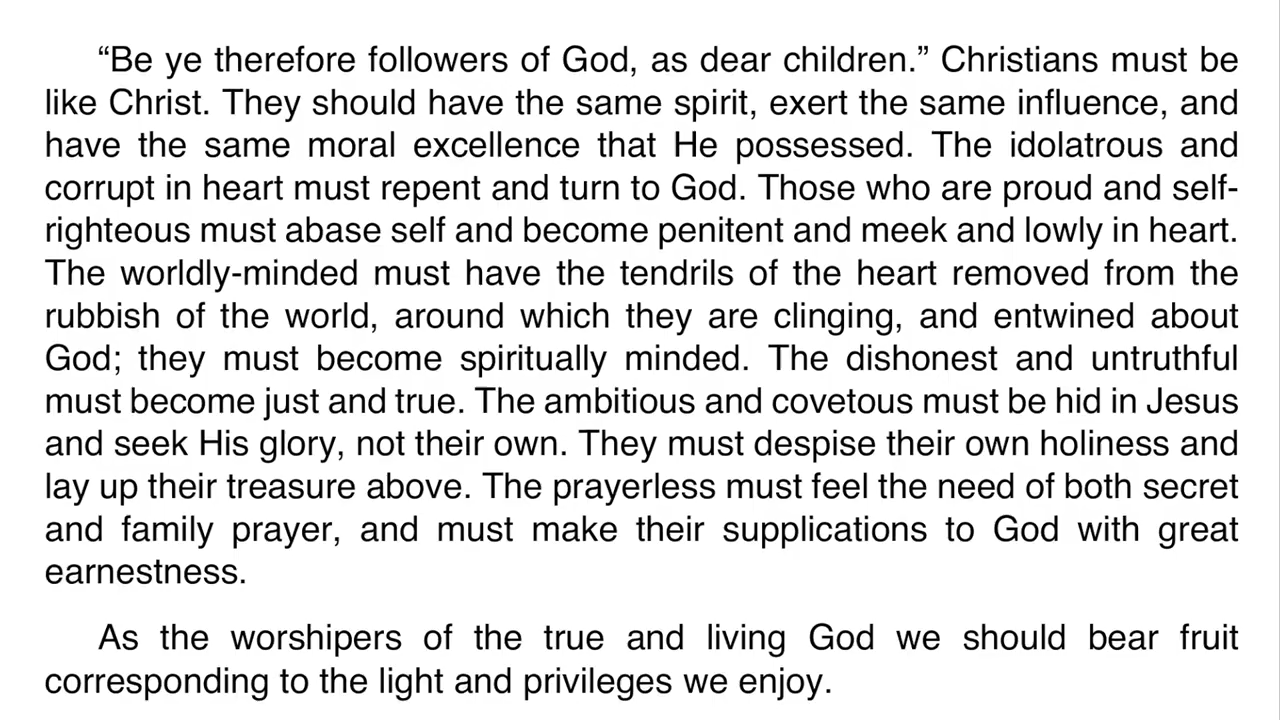 “Be ye therefore followers of God, as dear children.” Christians must be
like Christ. They should have the same spirit, exert the same influence, and
have the same moral excellence that He possessed. The idolatrous and
corrupt in heart must repent and turn to God. Those who are proud and self-
righteous must abase self and become penitent and meek and lowly in heart.
The worldly-minded must have the tendrils of the heart removed from the
rubbish of the world, around which they are clinging, and entwined about
God; they must become spiritually minded. The dishonest and untruthful
must become just and true. The ambitious and covetous must be hid in Jesus
and seek His glory, not their own. They must despise their own holiness and
lay up their treasure above. The prayerless must feel the need of both secret
and family prayer, and must make their supplications to God with great
earnestness.
As the worshipers of the true and living God we should bear fruit
corresponding to the light and privileges we enjoy.